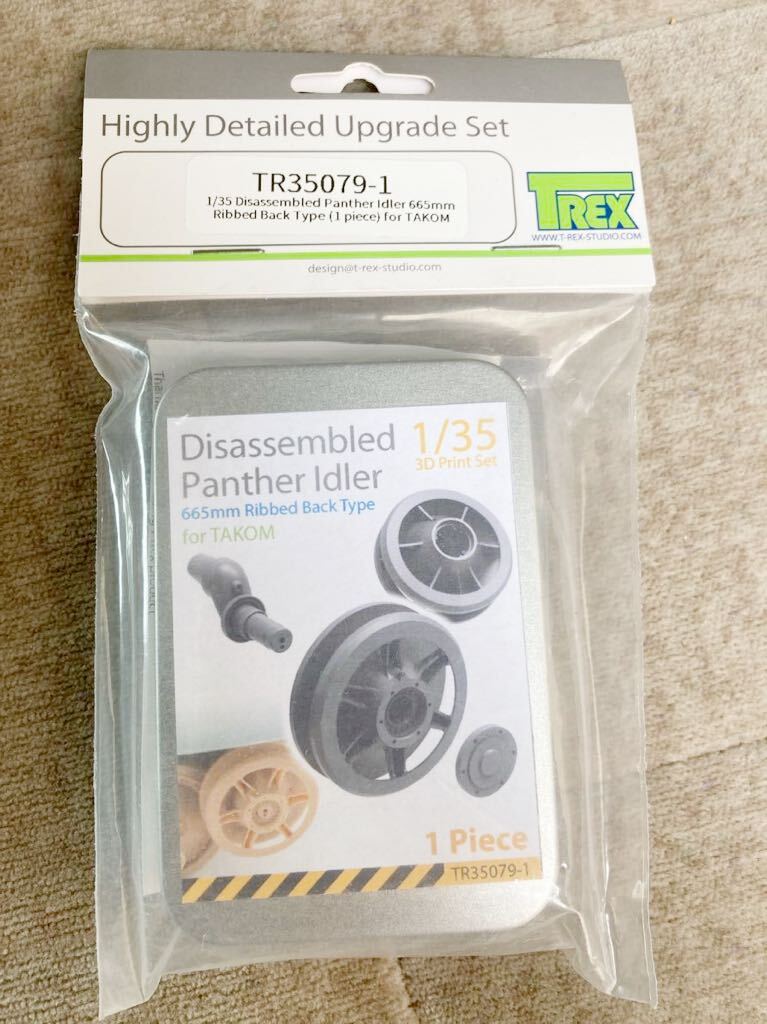 Highly Detailed Upgrade Set
TR35079-1
1/35 Disassembled Panther Idler 665mm
Ribbed Back Type (1 piece) for TAKOM
TREX
WWW.T-REX-STUDIO.COM
design@t-rex-studio.com
Disassembled
Panther Idler
1/35
3D Print Set
665mm Ribbed Back Type
for TAKOM
1 Piece
TR35079-1